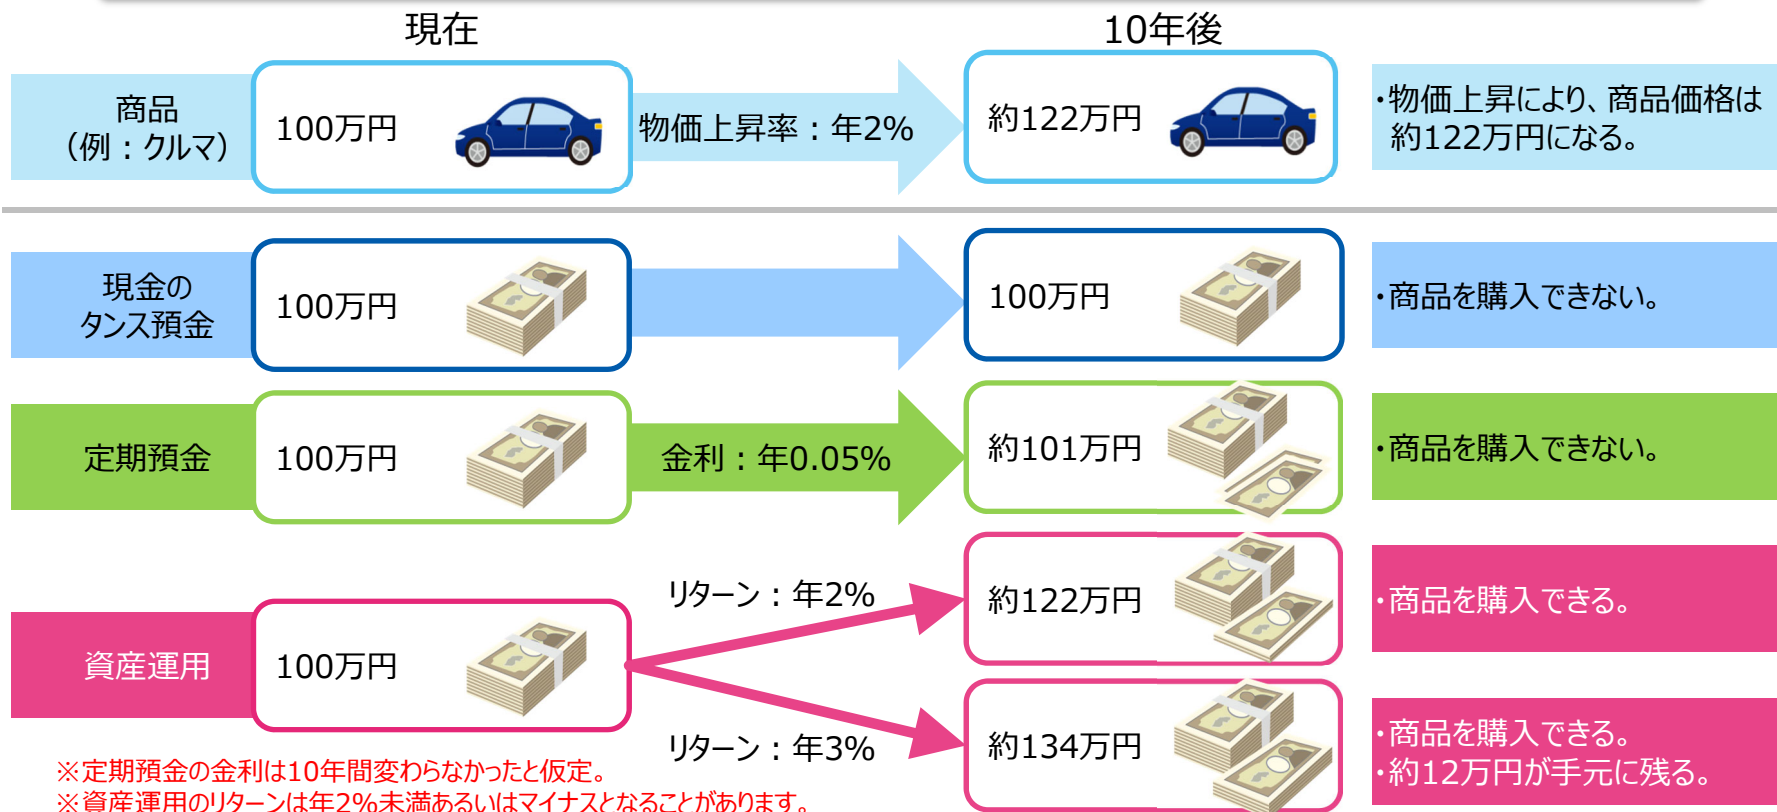 現在
10年後
商品
（例：クルマ）
100万円
物価上昇率：年2%
約122万円
・物価上昇により、商品価格は
約122万円になる。
現金の
タンス預金
100万円
100万円
・商品を購入できない。
定期預金
100万円
金利：年0.05%
約101万円
・商品を購入できない。
資産運用
100万円
リターン：年2%
約122万円
・商品を購入できる。
リターン：年3%
約134万円
・商品を購入できる。
・約12万円が手元に残る。
※定期預金の金利は10年間変わらなかったと仮定。
※資産運用のリターンは年2%未満あるいはマイナスとなることがあります。